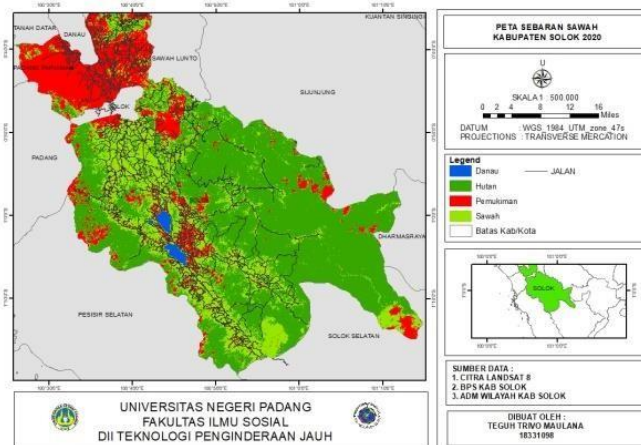 KUANTAN SINGINGI
TANAH DATAR
DANAU
SAWAH LUNTO
SOLOK
SIJUNJUNG
PADANG
DHARMASRAYA
PESISIR SELATAN
SOLOK SELATAN
PETA SEBARAN SAWAH
KABUPATEN SOLOK 2020
U
SKALA 1 : 500.000
0 2 4 8 12 16
Miles
DATUM : WGS_1984_UTM_zone_47s
PROJECTIONS : TRANSVERSE MERCATION
Legend
Danau
JALAN
Hutan
Pemukiman
Sawah
Batas Kab/Kota
SOLOK
SUMBER DATA :
1. CITRA LANDSAT 8
2. BPS KAB SOLOK
3. ADM WILAYAH KAB SOLOK
DIBUAT OLEH :
TEGUH TRIVO MAULANA
18331098
UNIVERSITAS NEGERI PADANG
FAKULTAS ILMU SOSIAL
DII TEKNOLOGI PENGINDERAAN JAUH